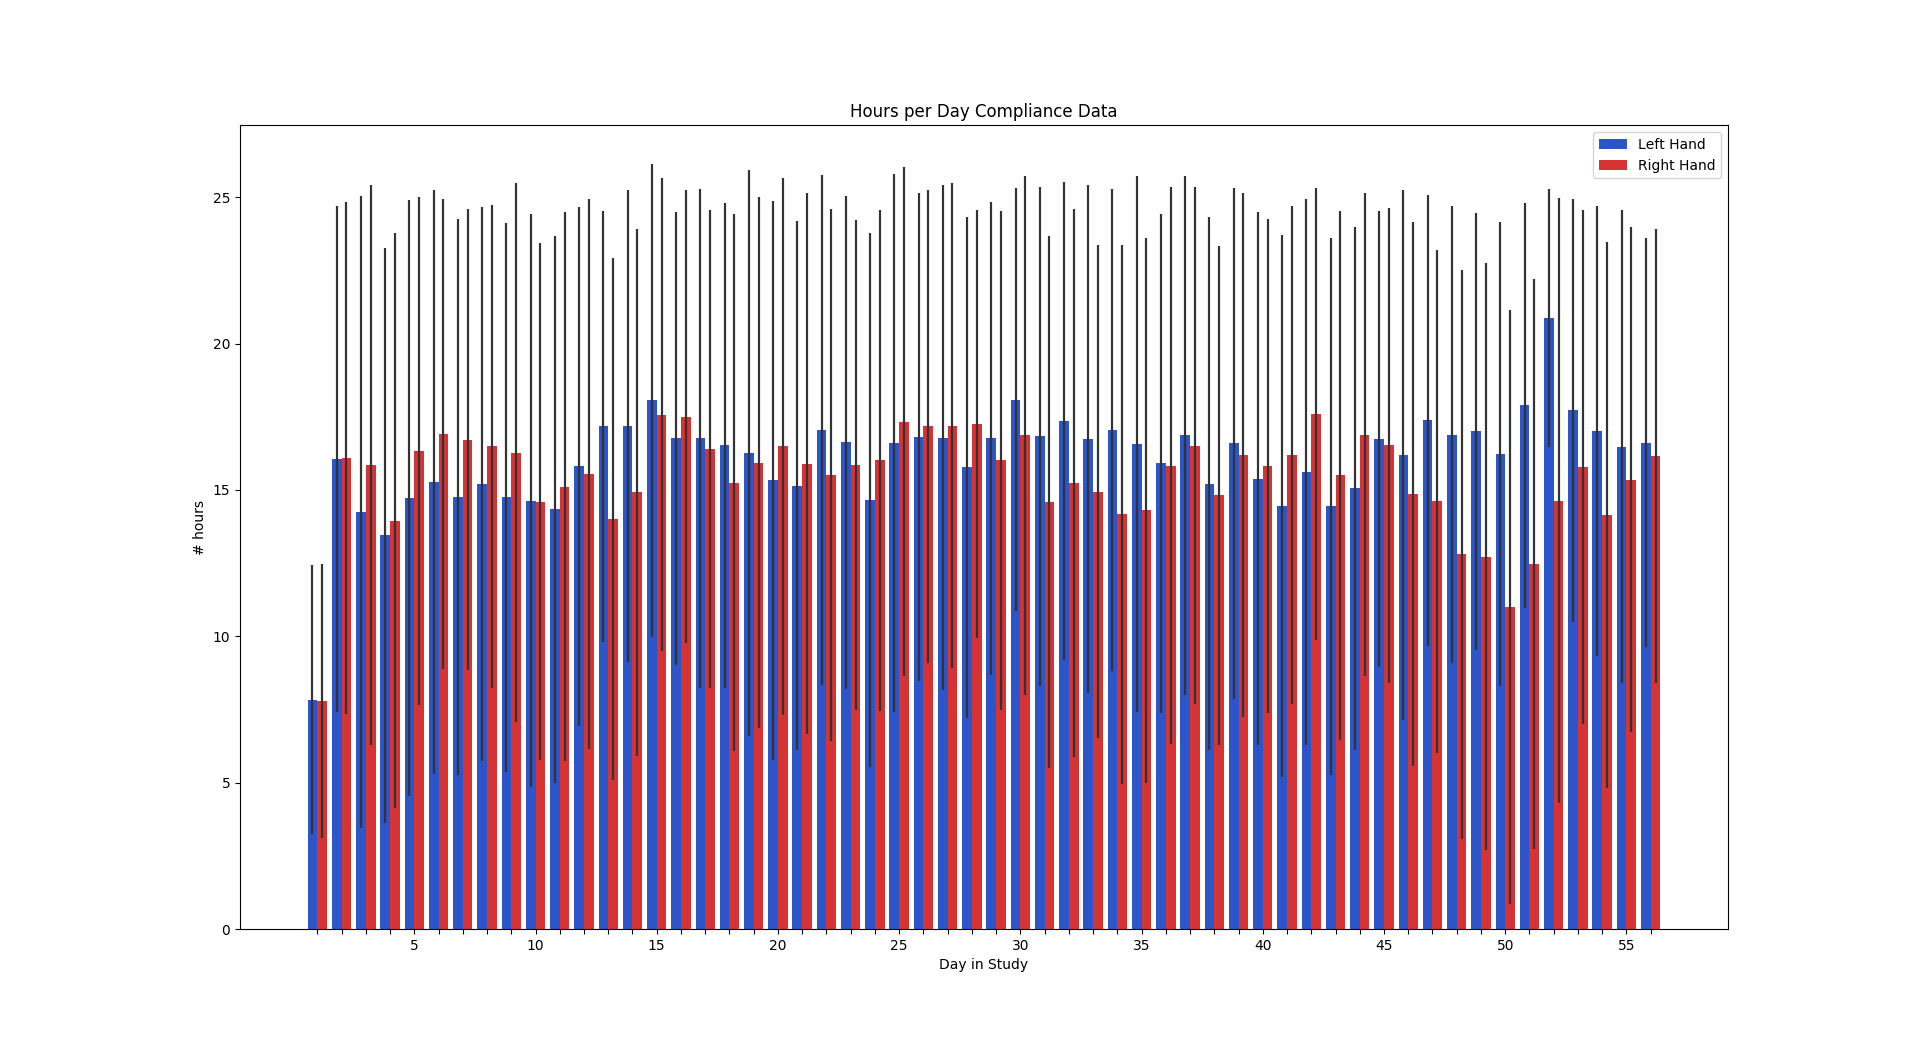 Hours per Day Compliance Data
Left Hand
Right Hand
25
20
15
10
5
0
# hours
5 10 15 20 25 30 35 40 45 50 55
Day in Study